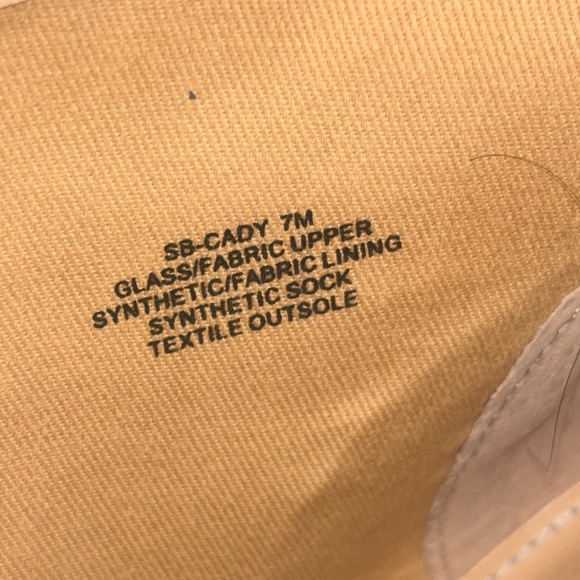 SB-CADY 7M
GLASS/FABRIC UPPER
SYNTHETIC/FABRIC LINING
SYNTHETIC SOCK
TEXTILE OUTSOLE